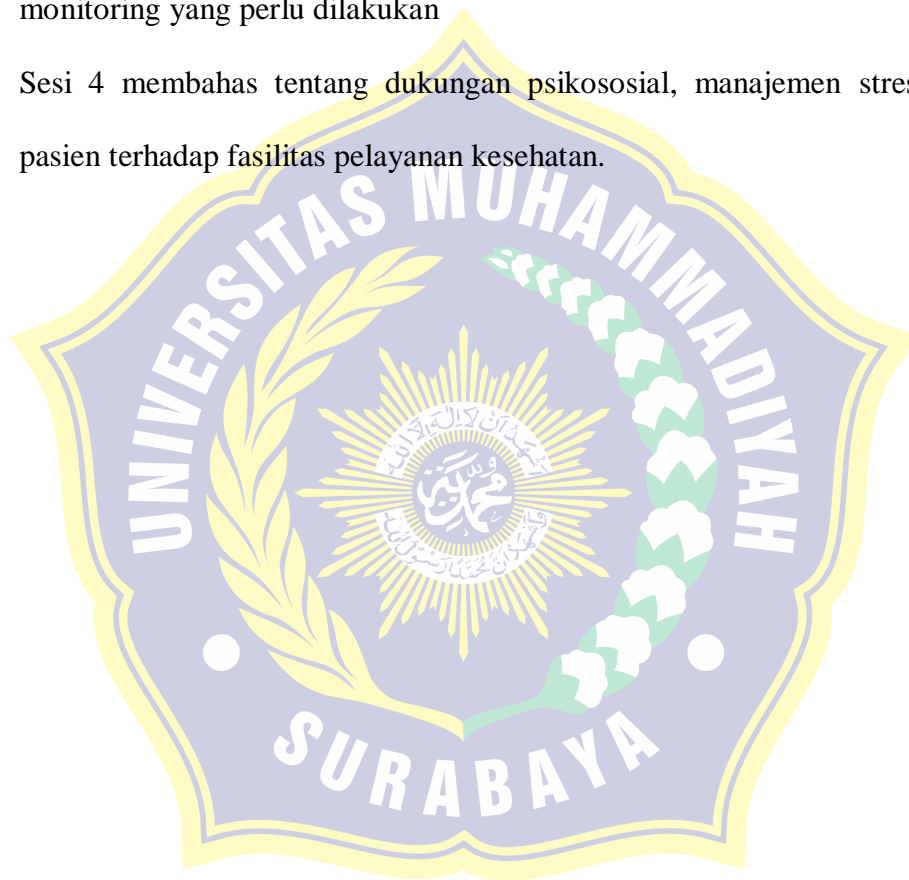 monitoring yang perlu dilakukan
Sesi 4 membahas tentang dukungan psikososial, manajemen stres
pasien terhadap fasilitas pelayanan kesehatan.
UNIVERSITAS MUHAMMADIYAH
SURABAYA